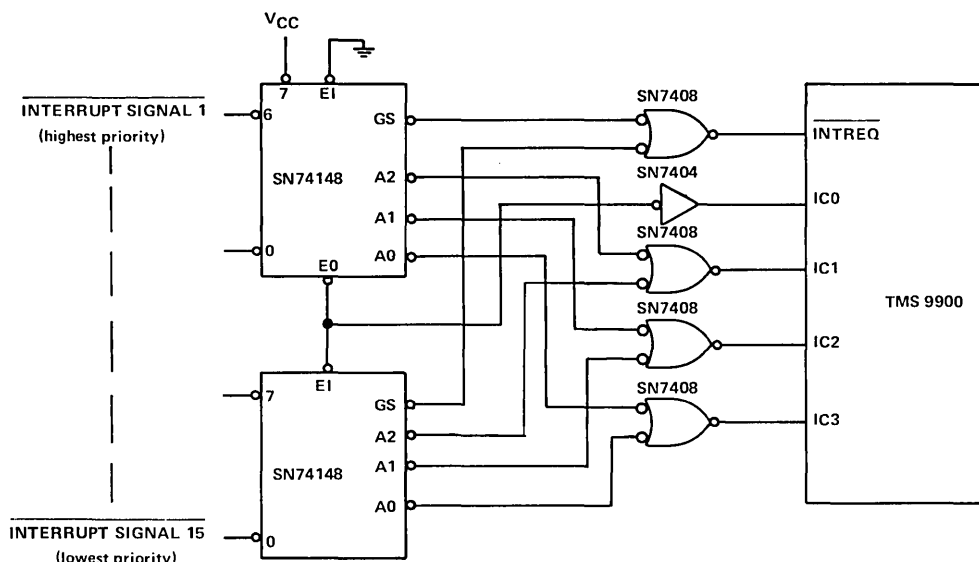 VCC
7 EI
INTERRUPT SIGNAL 1
(highest priority)
6
GS
SN74148
A2
A1
A0
0
E0
SN7408
INTREQ
SN7404
IC0
SN7408
IC1
TMS 9900
SN7408
IC2
SN7408
IC3
EI
7
GS
A2
SN74148
A1
A0
INTERRUPT SIGNAL 15
0
(lowest priority)